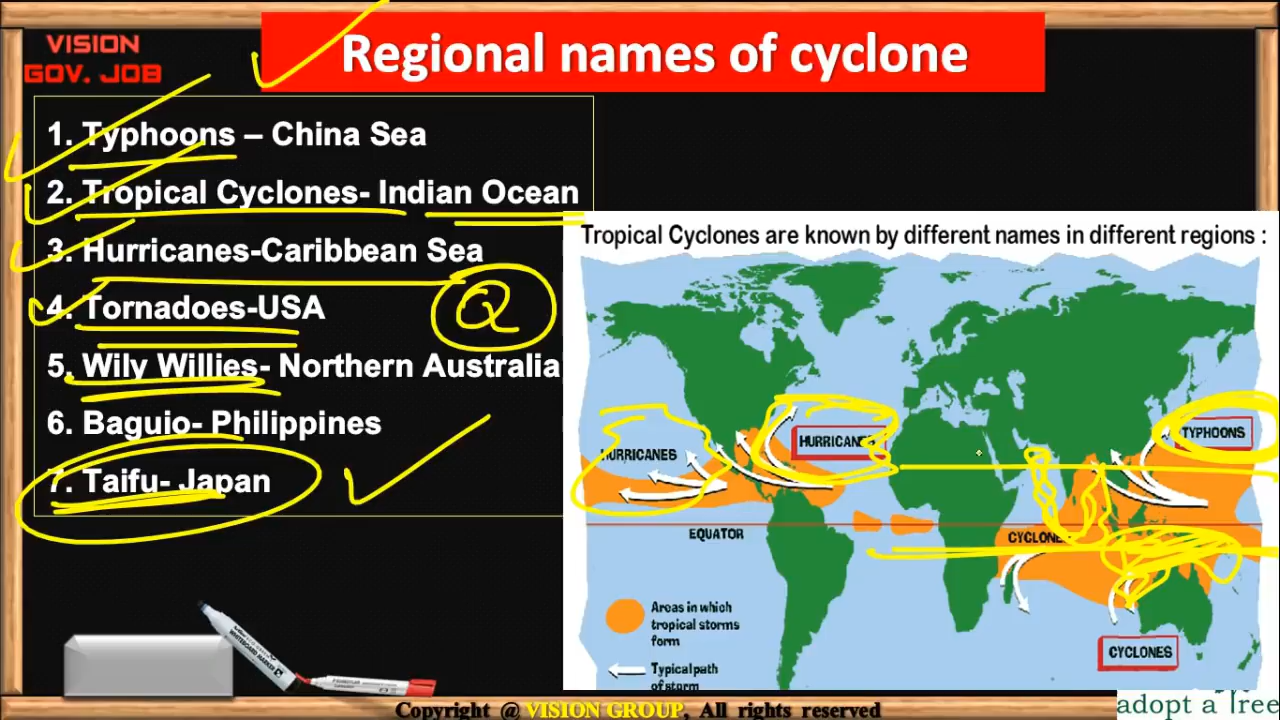 VISION
GOV. JOB
Regional names of cyclone
1. Typhoons – China Sea
2. Tropical Cyclones- Indian Ocean
3. Hurricanes-Caribbean Sea
4. Tornadoes-USA
Q
5. Wily Willies- Northern Australia
6. Baguio- Philippines
7. Taifu- Japan
Tropical Cyclones are known by different names in different regions :
HURRICANES
HURRICANES
TYPHOONS
EQUATOR
CYCLONES
Areas in which
tropical storms
form
Typical path
of storm
CYCLONES
adopt a Tree
Copyright @ VISION GROUP, All rights reserved